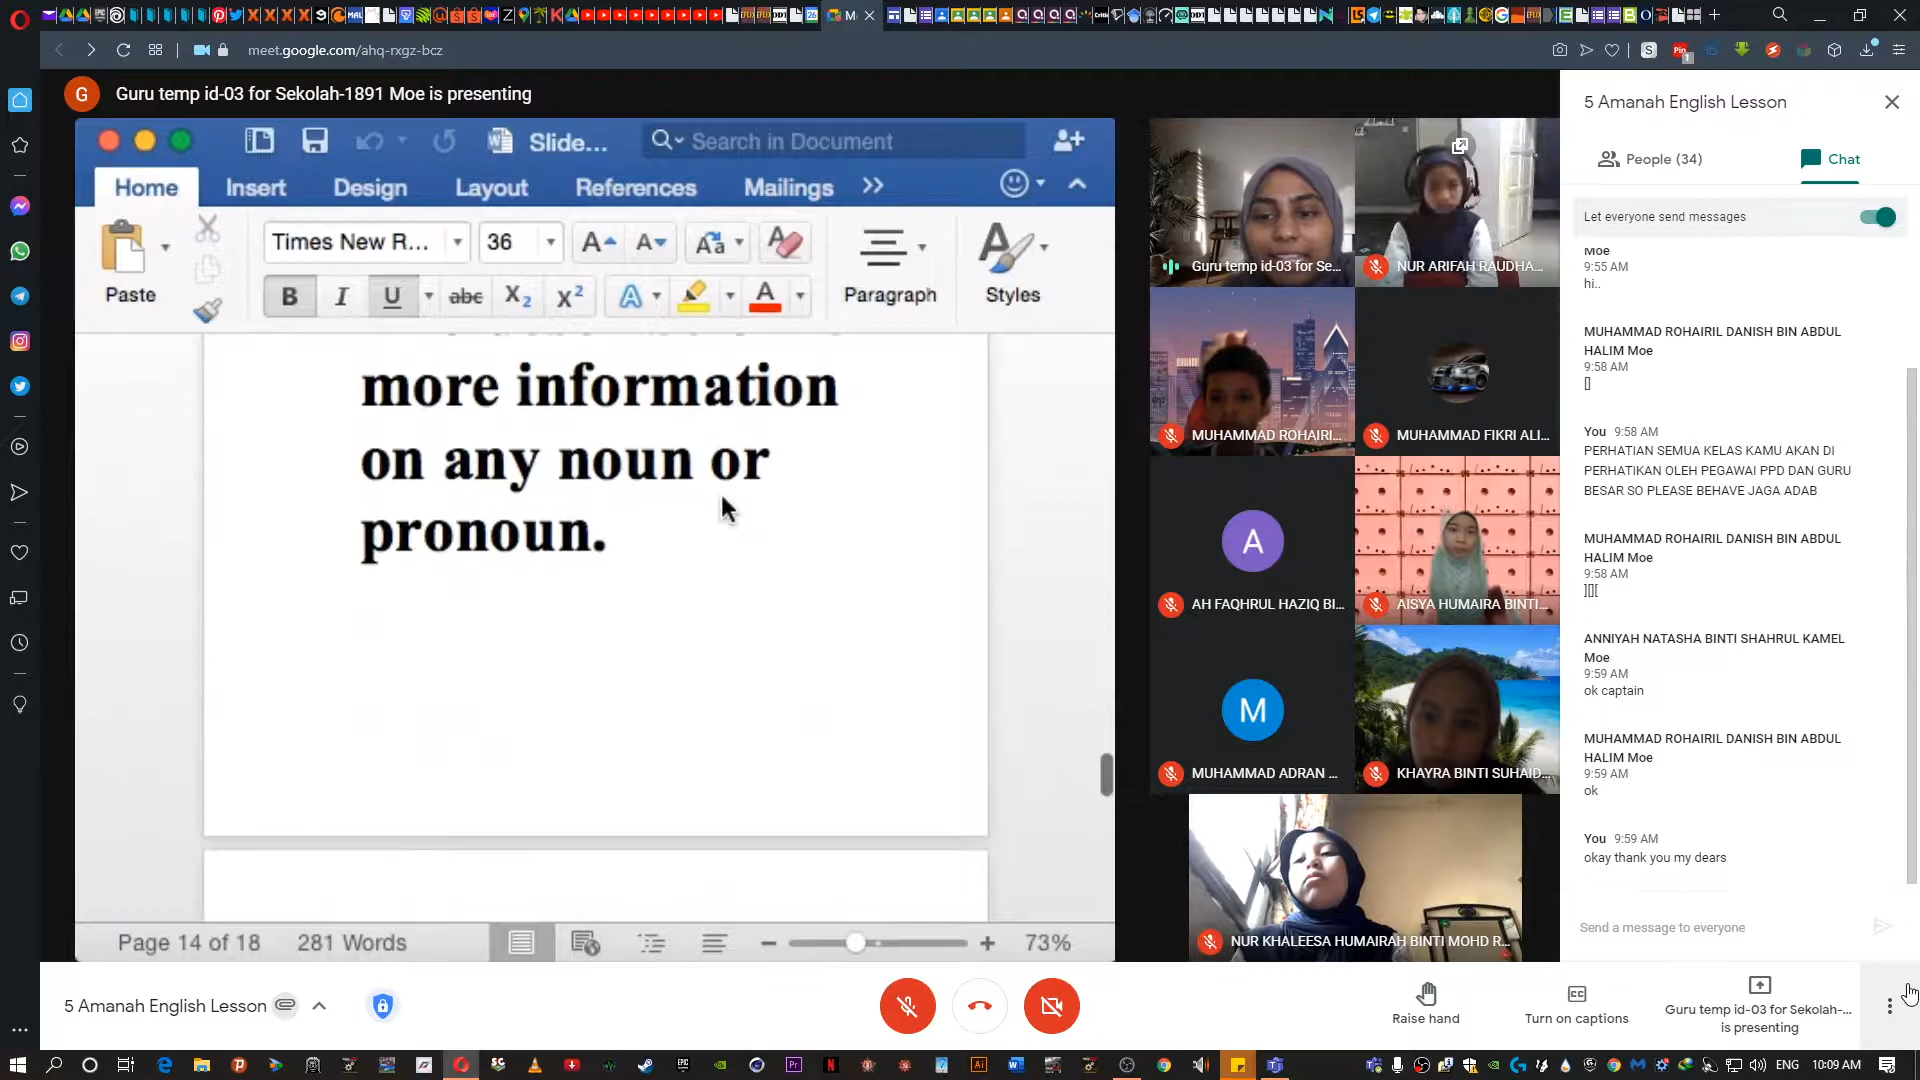 meet.google.com/ahq-rxgz-bcz
G
Guru temp id-03 for Sekolah-1891 Moe is presenting
Slide...
Search in Document
Home
Insert
Design
Layout
References
Mailings
Times New R...
36
Paste
B
I
U
abc
X2
X2
A
Paragraph
Styles
more information
on any noun or
pronoun.
Page 14 of 18
281 Words
73%
Guru temp id-03 for Se...
NUR ARIFAH RAUDHA...
MUHAMMAD ROHAIRI...
MUHAMMAD FIKRI ALI...
A
AH FAQHRUL HAZIQ BI...
AISYA HUMAIRA BINTI...
M
MUHAMMAD ADRAN ...
KHAYRA BINTI SUHAID...
NUR KHALEESA HUMAIRAH BINTI MOHD R...
5 Amanah English Lesson
People (34)
Chat
Let everyone send messages
Moe
9:55 AM
hi..
MUHAMMAD ROHAIRIL DANISH BIN ABDUL
HALIM Moe
9:58 AM
[]
You 9:58 AM
PERHATIAN SEMUA KELAS KAMU AKAN DI
PERHATIKAN OLEH PEGAWAI PPD DAN GURU
BESAR SO PLEASE BEHAVE JAGA ADAB
MUHAMMAD ROHAIRIL DANISH BIN ABDUL
HALIM Moe
9:58 AM
][][
ANNIYAH NATASHA BINTI SHAHRUL KAMEL
Moe
9:59 AM
ok captain
MUHAMMAD ROHAIRIL DANISH BIN ABDUL
HALIM Moe
9:59 AM
ok
You 9:59 AM
okay thank you my dears
Send a message to everyone
5 Amanah English Lesson
Raise hand
Turn on captions
Guru temp id-03 for Sekolah-...
is presenting
ENG
10:09 AM